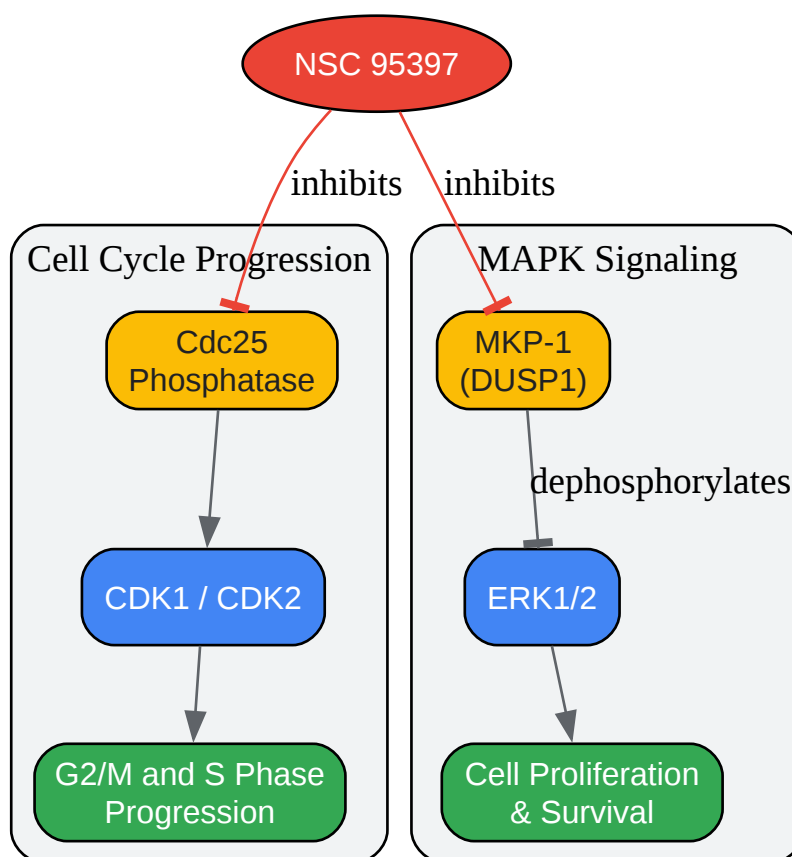 NSC 95397
inhibits
inhibits
Cell Cycle Progression
MAPK Signaling
Cdc25
Phosphatase
MKP-1
(DUSP1)
dephosphorylates
CDK1 / CDK2
ERK1/2
G2/M and S Phase
Progression
Cell Proliferation
& Survival